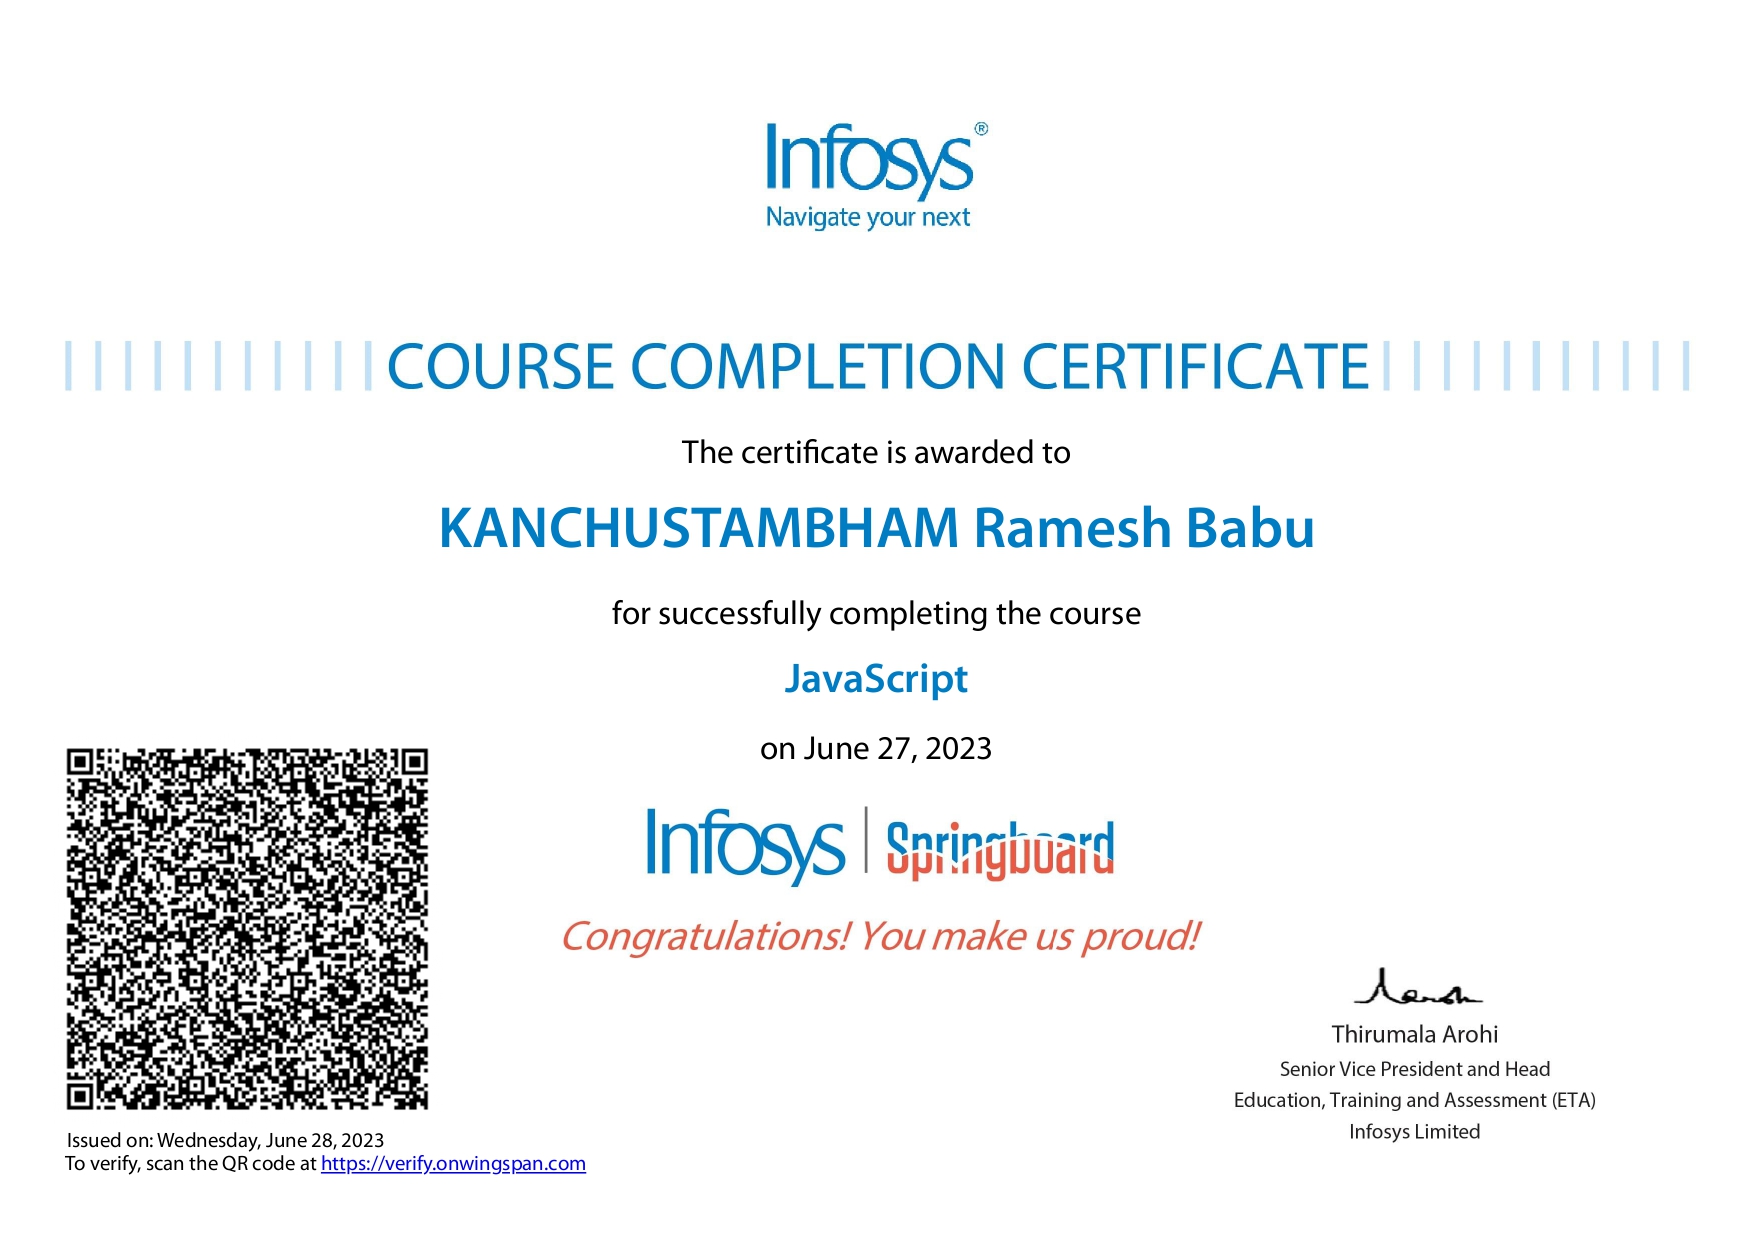 Infosys®
Navigate your next
COURSE COMPLETION CERTIFICATE
The certificate is awarded to
KANCHUSTAMBHAM Ramesh Babu
for successfully completing the course
JavaScript
on June 27, 2023
Infosys | Springboard
Congratulations! You make us proud!
Thirumala Arohi
Senior Vice President and Head
Education, Training and Assessment (ETA)
Infosys Limited
Issued on: Wednesday, June 28, 2023
To verify, scan the QR code at https://verify.onwingspan.com